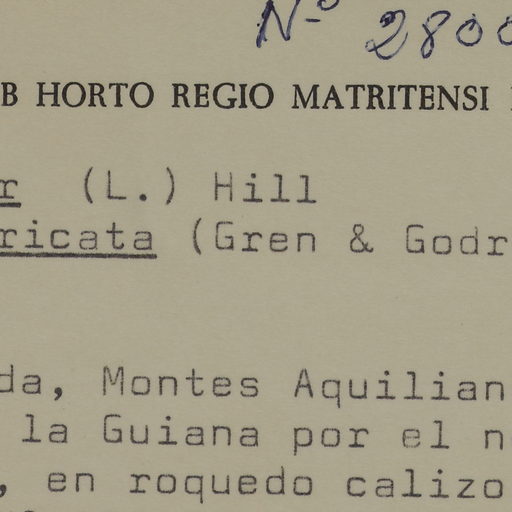 Nº 2800
B HORTO REGIO MATRITENSI
r (L.) Hill
ricata (Gren & Godr
da, Montes Aquilian
la Guiana por el n
, en roquedo calizo